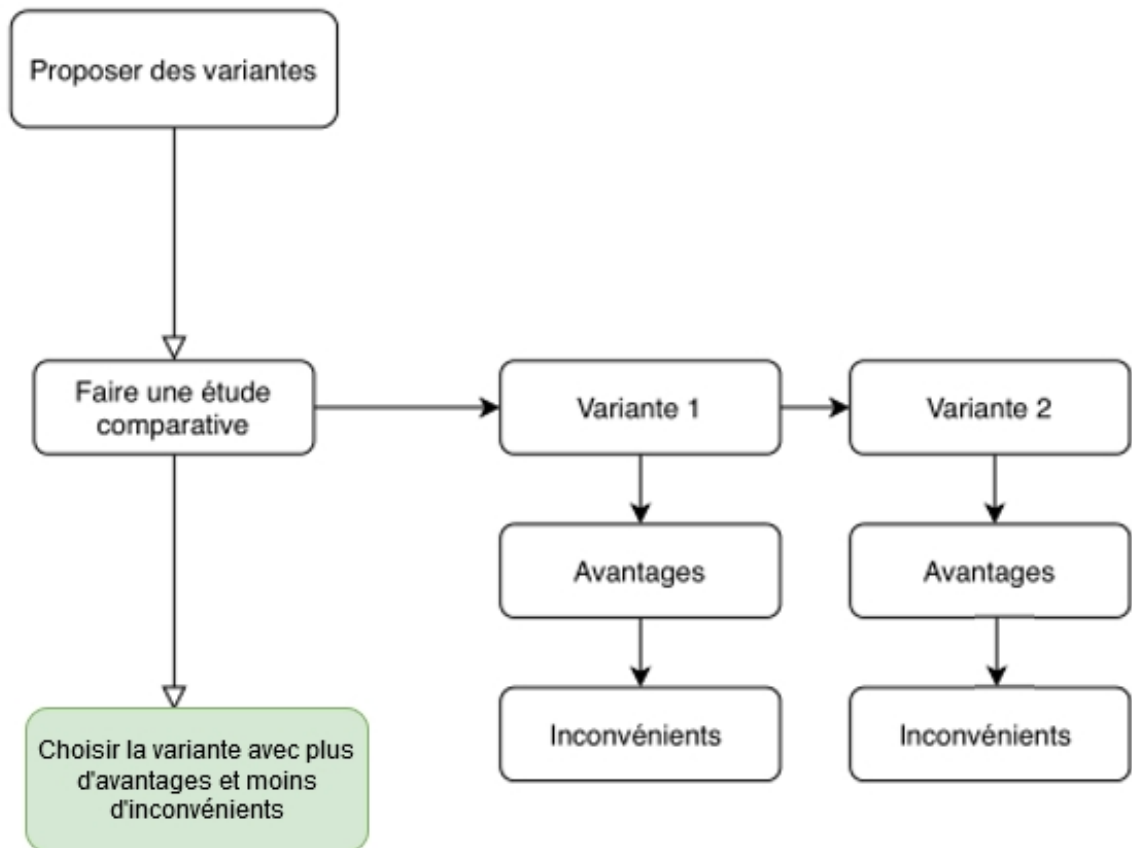 Proposer des variantes
Faire une étude
comparative
Variante 1
Variante 2
Avantages
Avantages
Inconvénients
Inconvénients
Choisir la variante avec plus
d'avantages et moins
d'inconvénients